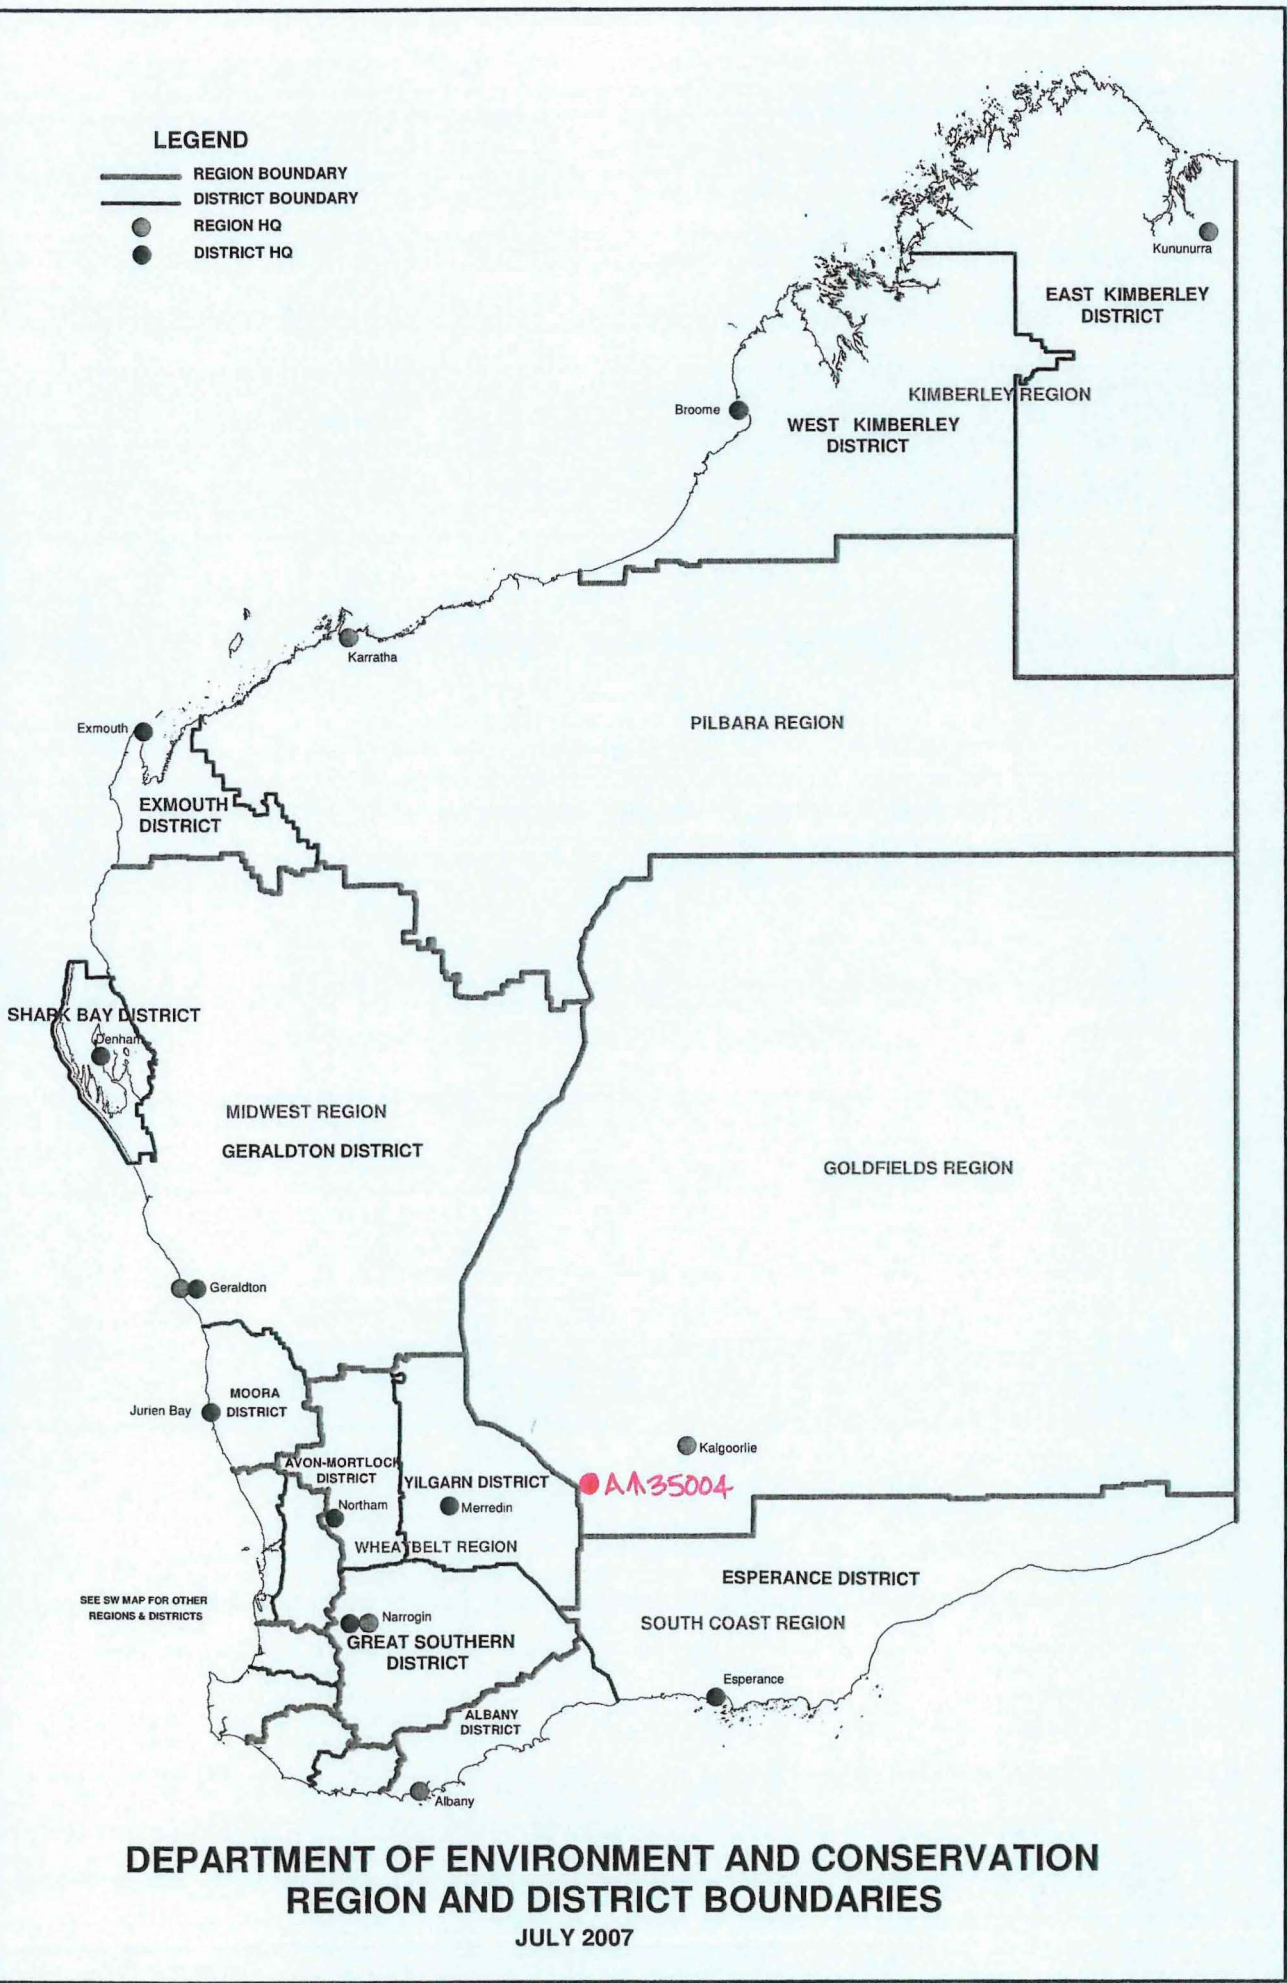 LEGEND
REGION BOUNDARY
DISTRICT BOUNDARY
REGION HQ
DISTRICT HQ
Kununurra
EAST KIMBERLEY
DISTRICT
KIMBERLEY REGION
Broome
WEST KIMBERLEY
DISTRICT
Karratha
Exmouth
PILBARA REGION
EXMOUTH
DISTRICT
SHARK BAY DISTRICT
Denham
MIDWEST REGION
GERALDTON DISTRICT
GOLDFIELDS REGION
Geraldton
MOORA
DISTRICT
Jurien Bay
Kalgoorlie
AVON-MORTLOCK
DISTRICT
YILGARN DISTRICT
AA35004
Northam
Merredin
WHEATBELT REGION
ESPERANCE DISTRICT
SEE SW MAP FOR OTHER
REGIONS & DISTRICTS
Narrogin
SOUTH COAST REGION
GREAT SOUTHERN
DISTRICT
Esperance
ALBANY
DISTRICT
Albany
DEPARTMENT OF ENVIRONMENT AND CONSERVATION
REGION AND DISTRICT BOUNDARIES
JULY 2007